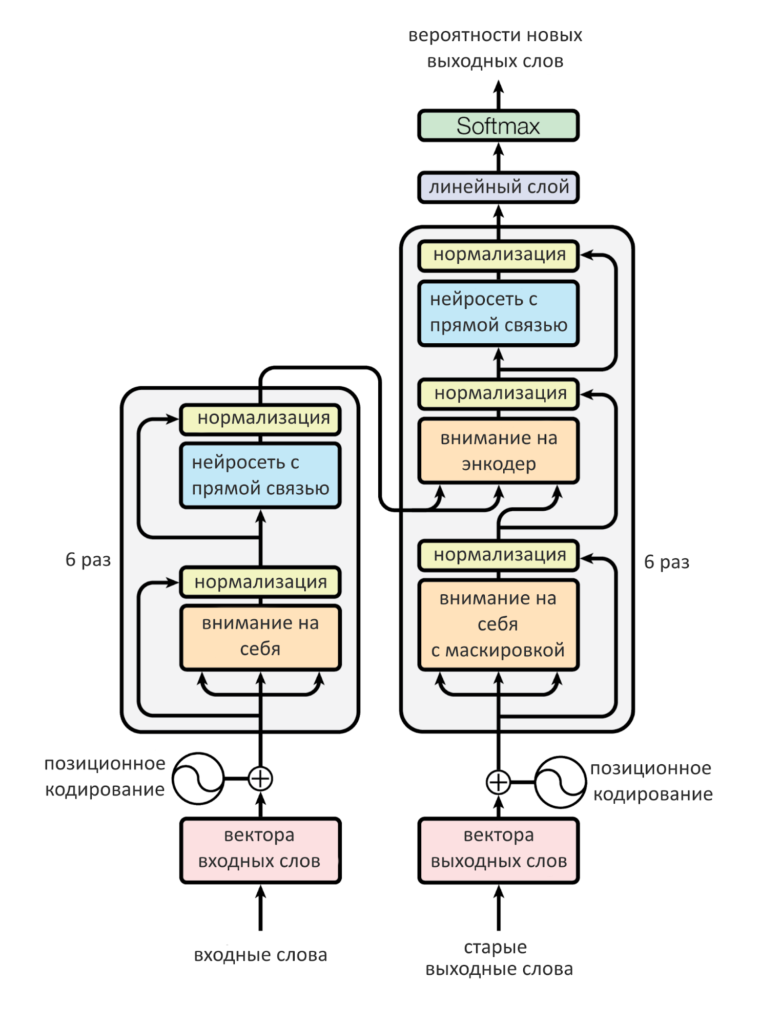 вероятности новых
выходных слов
Softmax
линейный слой
нормализация
нейросеть с
прямой связью
нормализация
внимание на
энкодер
нормализация
внимание на
себя
с маскировкой
6 раз
нормализация
нейросеть с
прямой связью
нормализация
внимание на
себя
6 раз
позиционное
кодирование
позиционное
кодирование
вектора
входных слов
вектора
выходных слов
входные слова
старые
выходные слова